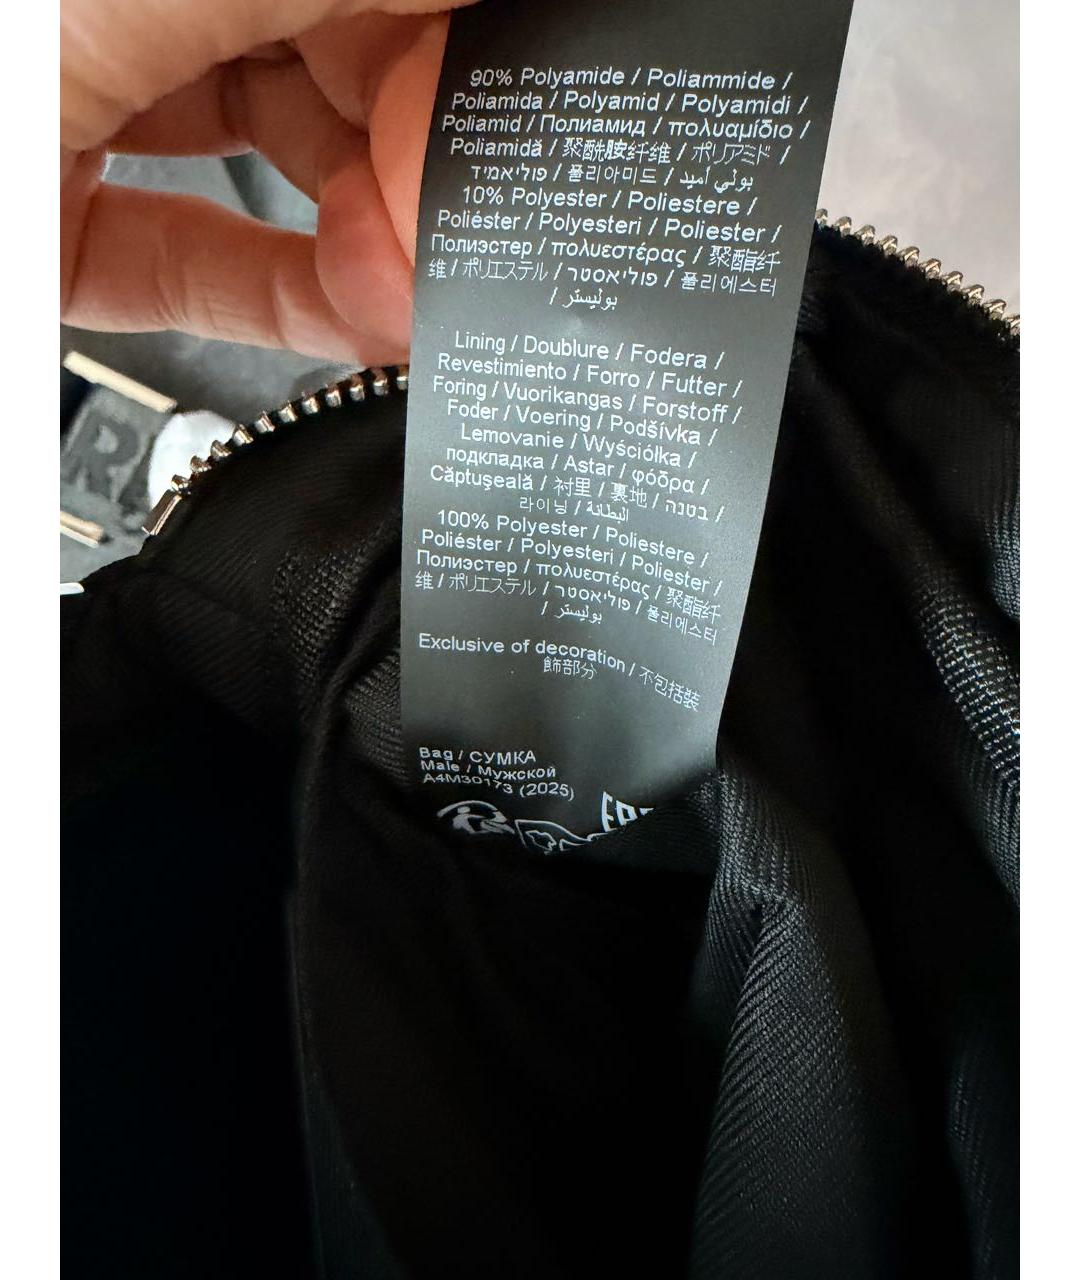 90% Polyamide / Poliammide /
Poliamida / Polyamid / Polyamidi /
Poliamid / Полиамид / πολυαμίδιο /
Poliamidă / 聚酰胺纤维 / ポリアミド /
פוליאמיד / 폴리아미드 / بولي أميد
10% Polyester / Poliestere /
Poliéster / Polyesteri / Poliester /
Полиэстер / πολυεστέρας / 聚酯纤
维 / ポリエステル / פוליאסטר / 폴리에스터
/ بوليستر
Lining / Doublure / Fodera /
Revestimiento / Forro / Futter /
Foring / Vuorikangas / Forstoff /
Foder / Voering / Podšívka /
Lemovanie / Wyściółka /
подкладка / Astar / φόδρα /
Căptuşeală / 衬里 / 裏地 / בטנה /
라이닝 / البطانة
100% Polyester / Poliestere /
Poliéster / Polyesteri / Poliester /
Полиэстер / πολυεστέρας / 聚酯纤
维 / ポリエステル / פוליאסטר / 폴리에스터
/ بوليستر
Exclusive of decoration / 不包括裝
飾部分
Bag / СУМКА
Male / Мужской
A4M30173 (2025)
R